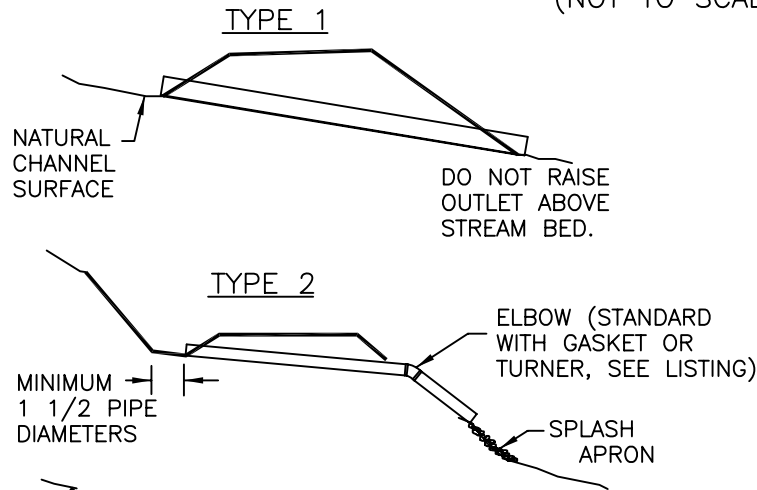 (NOT TO SCAL
TYPE 1
NATURAL
CHANNEL
SURFACE
DO NOT RAISE
OUTLET ABOVE
STREAM BED.
TYPE 2
ELBOW (STANDARD
WITH GASKET OR
TURNER, SEE LISTING)
MINIMUM
1 1/2 PIPE
DIAMETERS
SPLASH
APRON